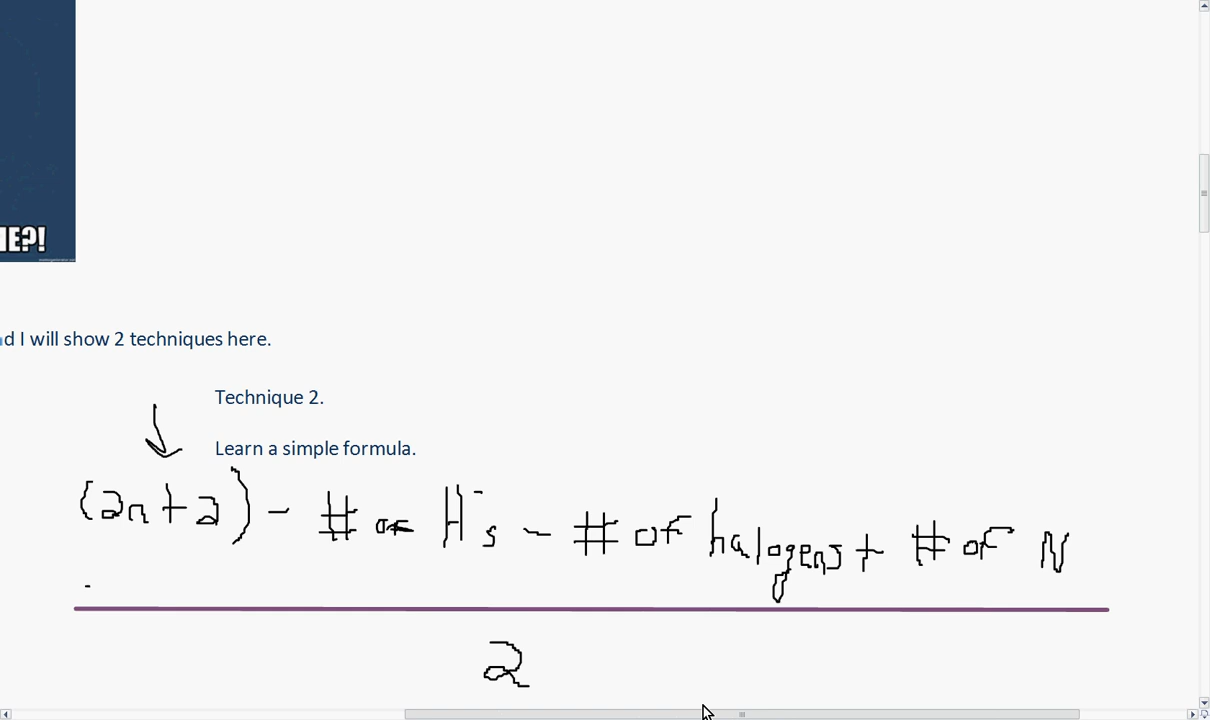 IE?!
d I will show 2 techniques here.
Technique 2.
Learn a simple formula.
(2n+2) - # of H's - # of halogens + # of N
2